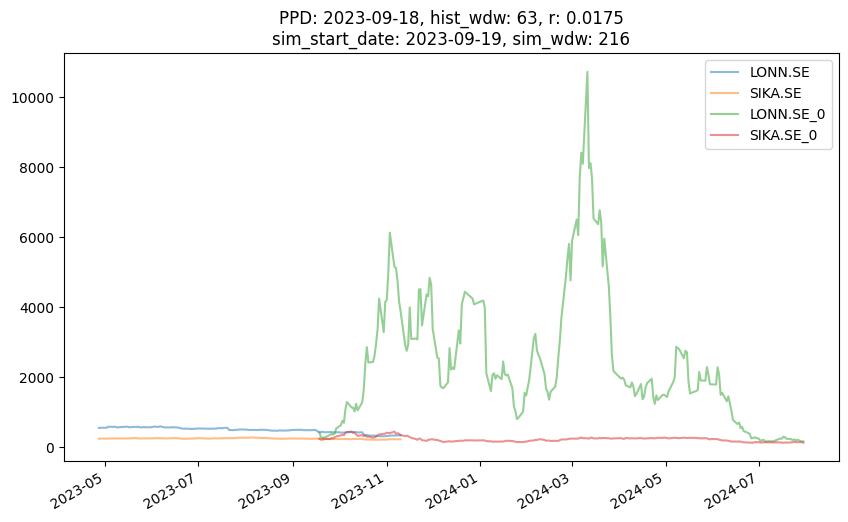 PPD: 2023-09-18, hist_wdw: 63, r: 0.0175
sim_start_date: 2023-09-19, sim_wdw: 216
LONN.SE
SIKA.SE
LONN.SE_0
SIKA.SE_0
10000
8000
6000
4000
2000
0
2023-05
2023-07
2023-09
2023-11
2024-01
2024-03
2024-05
2024-07